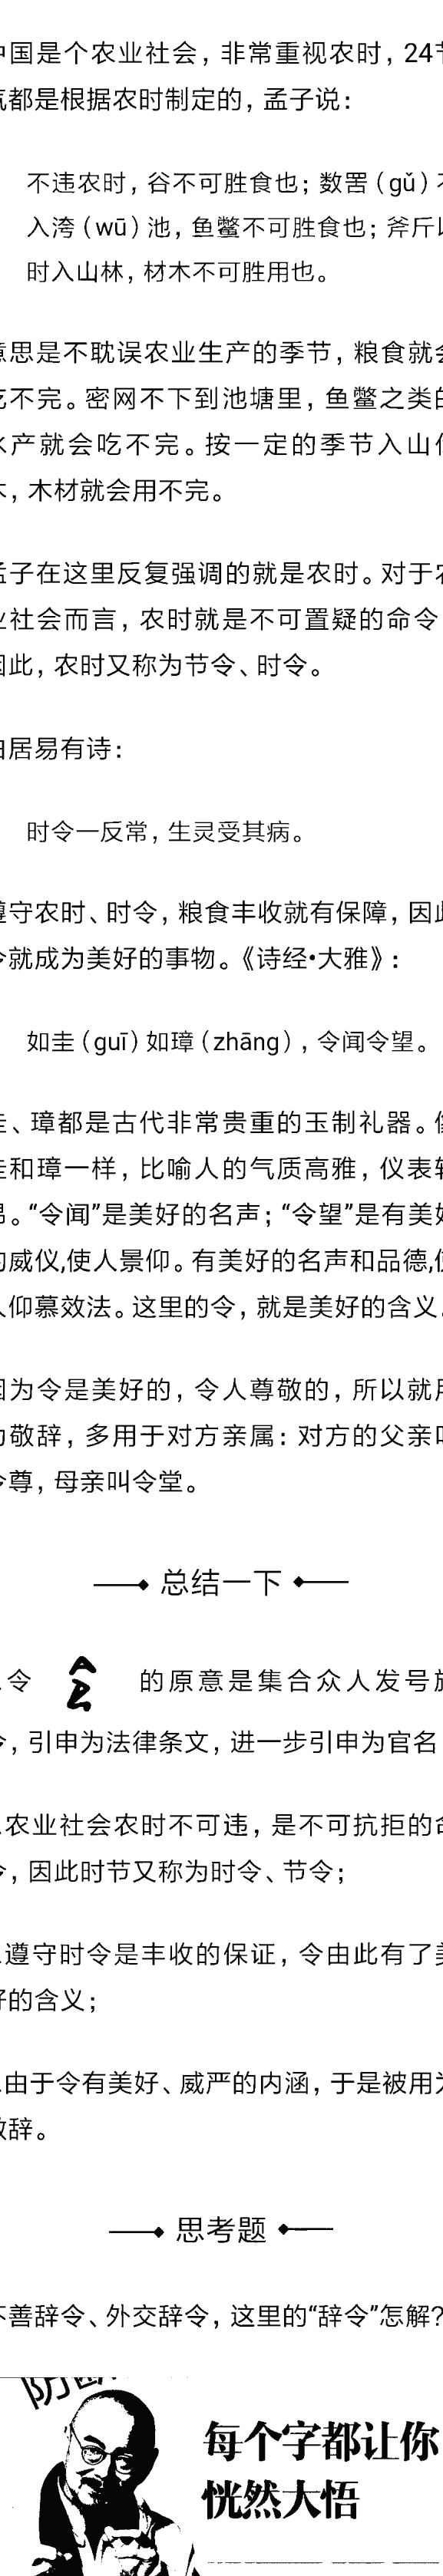 中国是个农业社会，非常重视农时，24节
气都是根据农时制定的，孟子说：
不违农时，谷不可胜食也；数罟（gǔ）不
入洿（wū）池，鱼鳖不可胜食也；斧斤以
时入山林，材木不可胜用也。
意思是不耽误农业生产的季节，粮食就会
吃不完。密网不下到池塘里，鱼鳖之类的
水产就会吃不完。按一定的季节入山伐
木，木材就会用不完。
孟子在这里反复强调的就是农时。对于农
业社会而言，农时就是不可置疑的命令
因此，农时又称为节令、时令。
白居易有诗：
时令一反常，生灵受其病。
遵守农时、时令，粮食丰收就有保障，因此
令就成为美好的事物。《诗经•大雅》：
如圭（guī）如璋（zhāng），令闻令望。
圭、璋都是古代非常贵重的玉制礼器。像
圭和璋一样，比喻人的气质高雅，仪表轩
昂。“令闻”是美好的名声；“令望”是有美好
的威仪,使人景仰。有美好的名声和品德,使
人仰慕效法。这里的令，就是美好的含义。
因为令是美好的，令人尊敬的，所以就用
为敬辞，多用于对方亲属：对方的父亲叫
令尊，母亲叫令堂。
总结一下
.令 的原意是集合众人发号施
令，引申为法律条文，进一步引申为官名
.农业社会农时不可违，是不可抗拒的命
令，因此时节又称为时令、节令；
.遵守时令是丰收的保证，令由此有了美
好的含义；
.由于令有美好、威严的内涵，于是被用为
敬辞。
思考题
不善辞令、外交辞令，这里的“辞令”怎解？
每个字都让你
恍然大悟